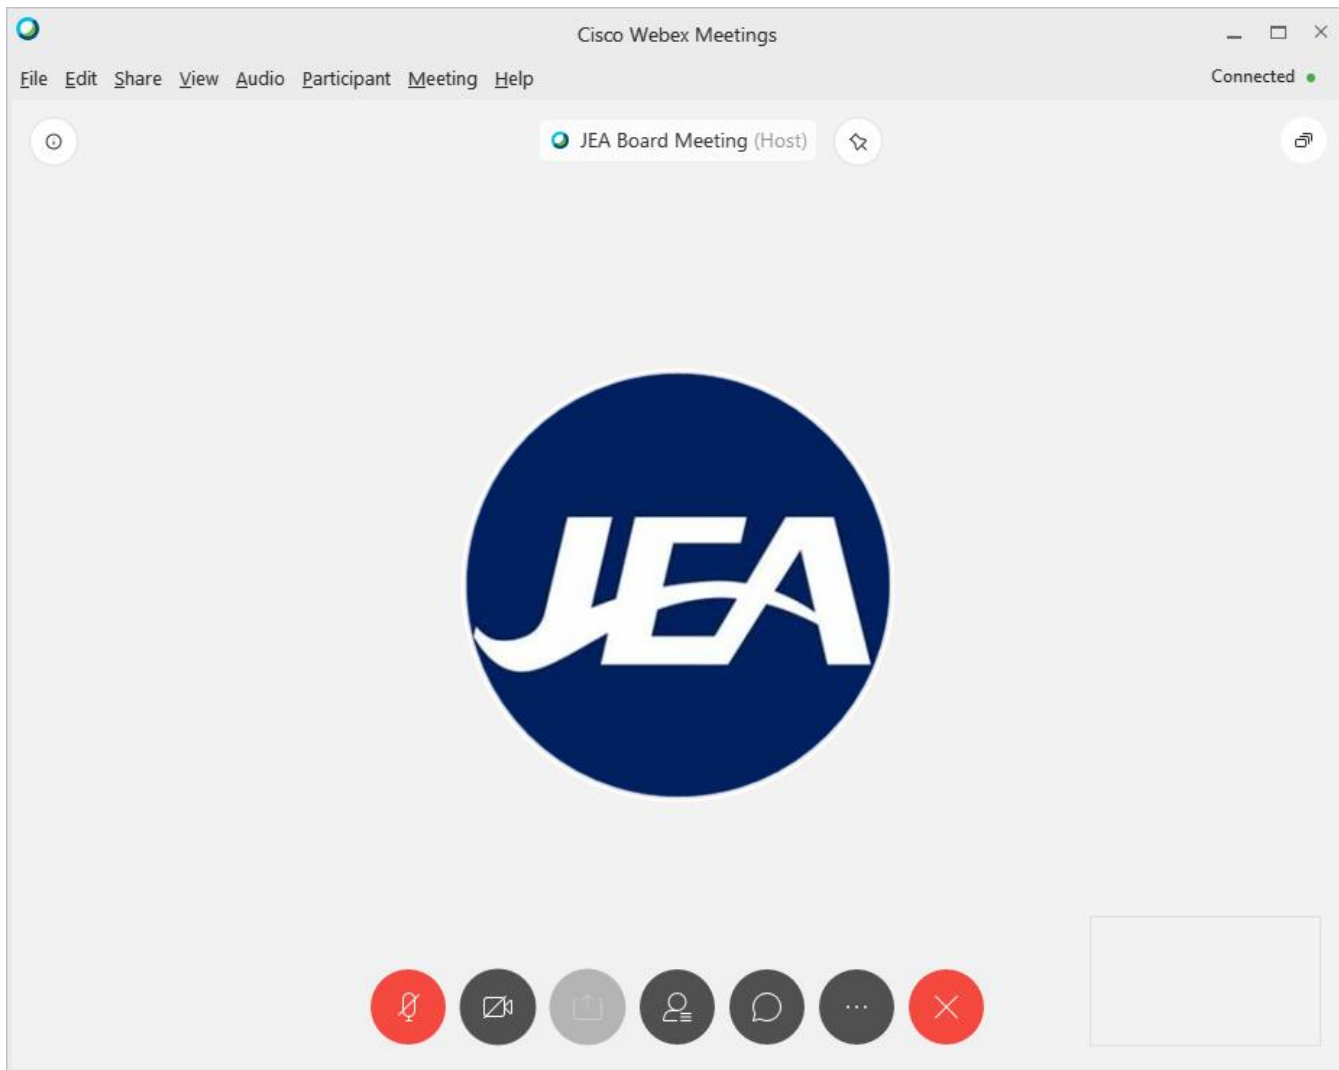 Cisco Webex Meetings
File Edit Share View Audio Participant Meeting Help
Connected
JEA Board Meeting (Host)
JEA